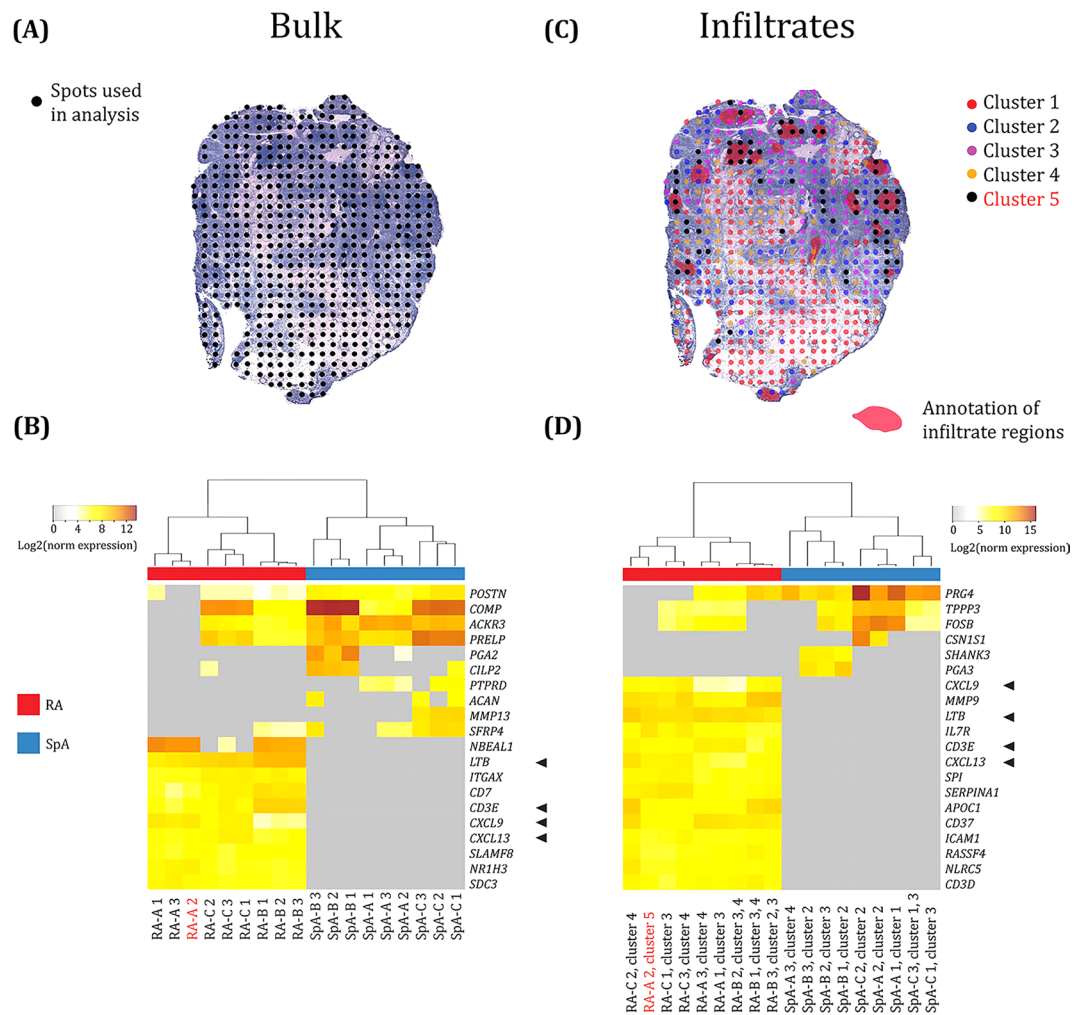 (A)
Bulk
Spots used
in analysis
(C)
Infiltrates
Cluster 1
Cluster 2
Cluster 3
Cluster 4
Cluster 5
Annotation of
infiltrate regions
(B)
0 4 8 12
Log2(norm expression)
POSTN
COMP
ACKR3
PRELP
PGA2
CILP2
PTPRD
ACAN
MMP13
SFRP4
NBEAL1
LTB
ITGAX
CD7
CD3E
CXCL9
CXCL13
SLAMF8
NR1H3
SDC3
RA
SpA
RA-A 1
RA-A 3
RA-A 2
RA-C 2
RA-C 3
RA-C 1
RA-B 1
RA-B 2
RA-B 3
SpA-B 3
SpA-B 2
SpA-B 1
SpA-A 1
SpA-A 3
SpA-A 2
SpA-C 3
SpA-C 2
SpA-C 1
(D)
0 5 10 15
Log2(norm expression)
PRG4
TPPP3
FOSB
CSN1S1
SHANK3
PGA3
CXCL9
MMP9
LTB
IL7R
CD3E
CXCL13
SPI
SERPINA1
APOC1
CD37
ICAM1
RASSF4
NLRC5
CD3D
RA-C 2, cluster 4
RA-A 2, cluster 5
RA-C 1, cluster 3
RA-C 3, cluster 4
RA-A 3, cluster 4
RA-A 1, cluster 3
RA-B 2, cluster 3, 4
RA-B 1, cluster 3, 4
RA-B 3, cluster 2, 3
SpA-A 3, cluster 4
SpA-B 3, cluster 2
SpA-B 2, cluster 3
SpA-B 1, cluster 2
SpA-C 2, cluster 2
SpA-A 2, cluster 2
SpA-A 1, cluster 1
SpA-C 3, cluster 1, 3
SpA-C 1, cluster 3